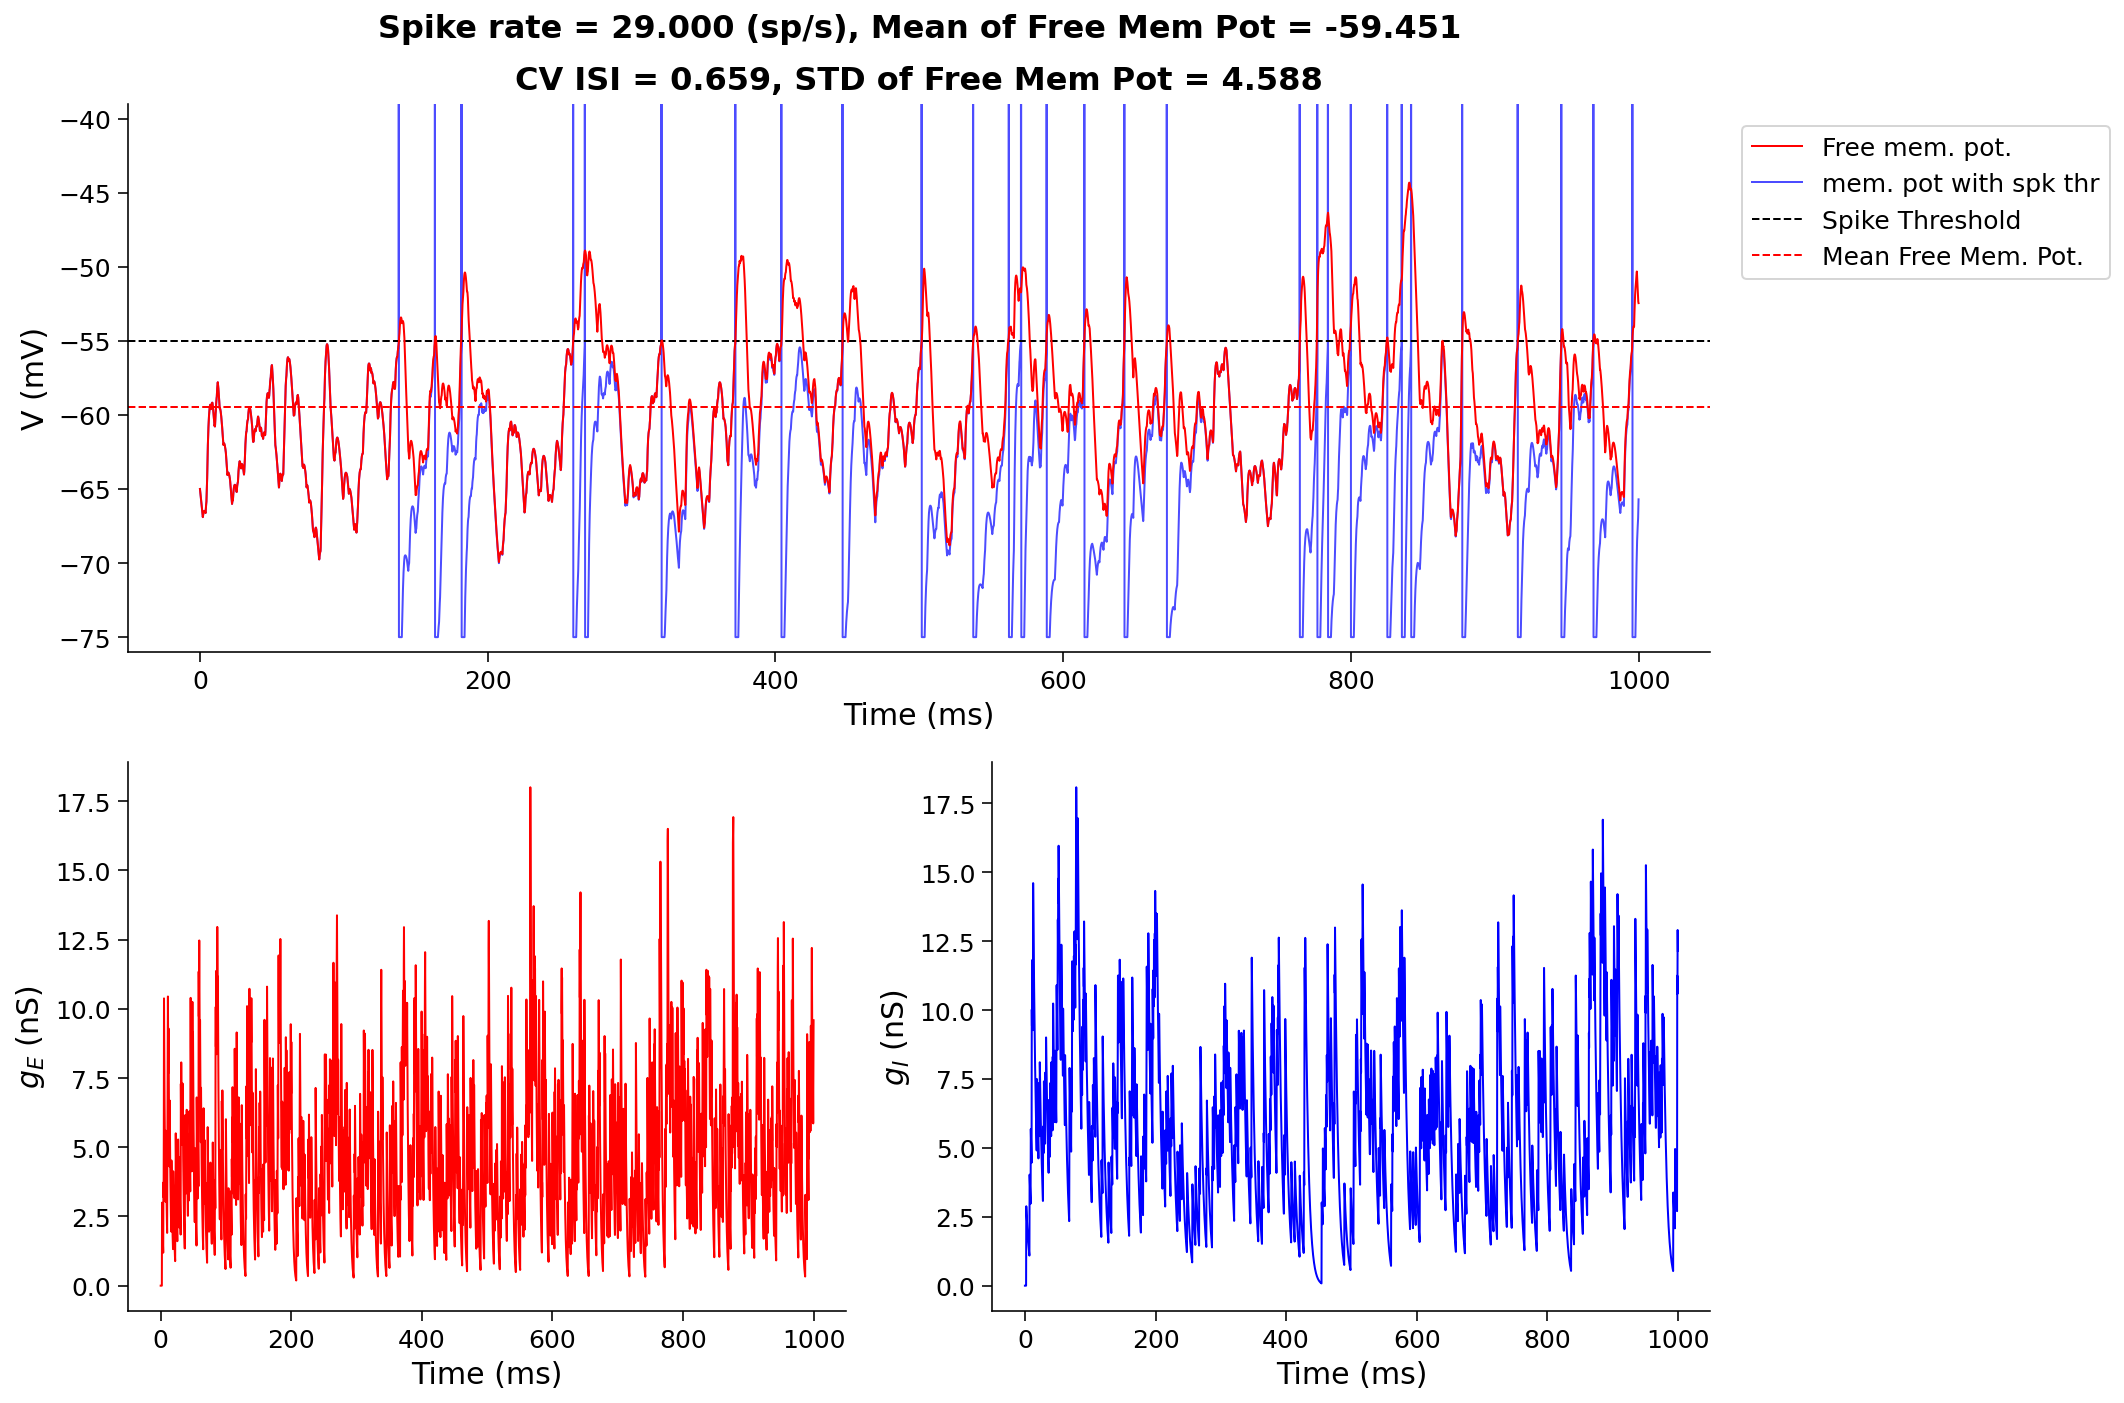 Spike rate = 29.000 (sp/s), Mean of Free Mem Pot = -59.451
CV ISI = 0.659, STD of Free Mem Pot = 4.588
−40
−45
−50
−55
−60
−65
−70
−75
V (mV)
0 200 400 600 800 1000
Time (ms)
Free mem. pot.
mem. pot with spk thr
Spike Threshold
Mean Free Mem. Pot.
17.5
15.0
12.5
10.0
7.5
5.0
2.5
0.0
g_E (nS)
0 200 400 600 800 1000
Time (ms)
17.5
15.0
12.5
10.0
7.5
5.0
2.5
0.0
g_I (nS)
0 200 400 600 800 1000
Time (ms)